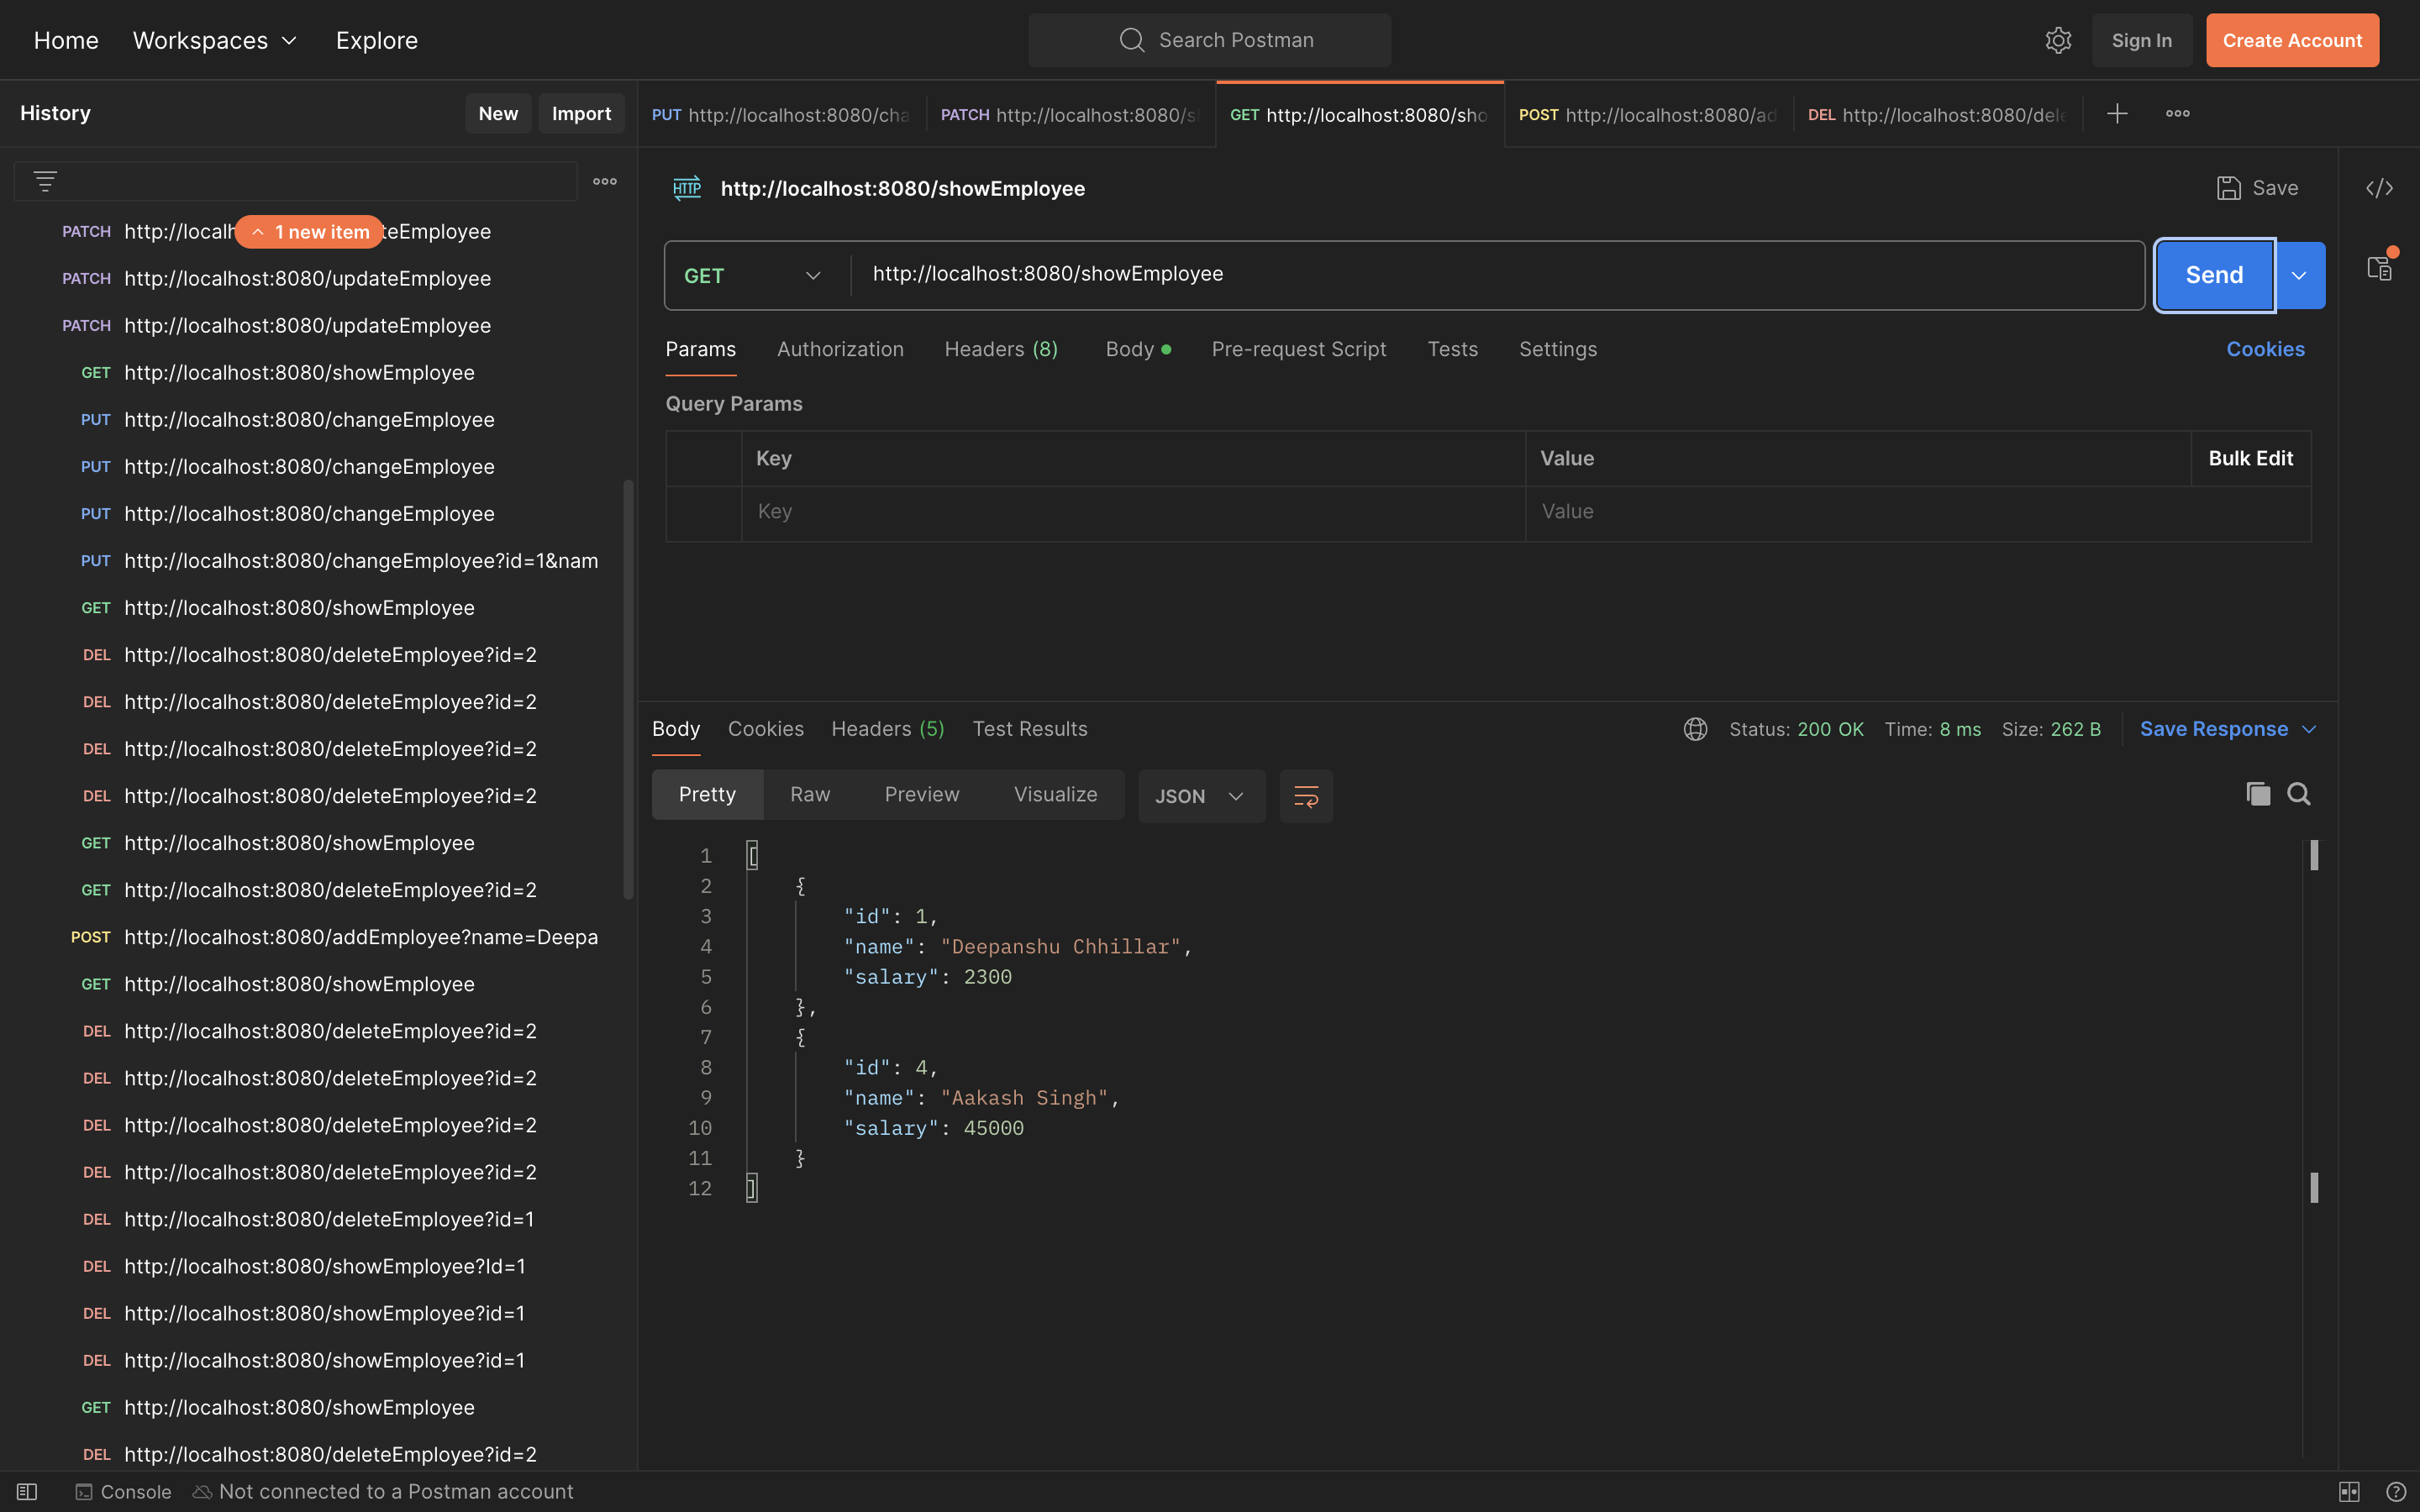 Home Workspaces Explore Search Postman Sign In Create Account
History New Import
PUT http://localhost:8080/cha PATCH http://localhost:8080/s GET http://localhost:8080/sho POST http://localhost:8080/ad DEL http://localhost:8080/dele
HTTP http://localhost:8080/showEmployee Save
GET http://localhost:8080/showEmployee Send
Params Authorization Headers (8) Body Pre-request Script Tests Settings Cookies
Query Params
Key Value Bulk Edit
Key Value
PATCH http://localh teEmployee
1 new item
PATCH http://localhost:8080/updateEmployee
PATCH http://localhost:8080/updateEmployee
GET http://localhost:8080/showEmployee
PUT http://localhost:8080/changeEmployee
PUT http://localhost:8080/changeEmployee
PUT http://localhost:8080/changeEmployee
PUT http://localhost:8080/changeEmployee?id=1&nam
GET http://localhost:8080/showEmployee
DEL http://localhost:8080/deleteEmployee?id=2
DEL http://localhost:8080/deleteEmployee?id=2
DEL http://localhost:8080/deleteEmployee?id=2
DEL http://localhost:8080/deleteEmployee?id=2
GET http://localhost:8080/showEmployee
GET http://localhost:8080/deleteEmployee?id=2
POST http://localhost:8080/addEmployee?name=Deepa
GET http://localhost:8080/showEmployee
DEL http://localhost:8080/deleteEmployee?id=2
DEL http://localhost:8080/deleteEmployee?id=2
DEL http://localhost:8080/deleteEmployee?id=2
DEL http://localhost:8080/deleteEmployee?id=2
DEL http://localhost:8080/deleteEmployee?id=1
DEL http://localhost:8080/showEmployee?Id=1
DEL http://localhost:8080/showEmployee?id=1
DEL http://localhost:8080/showEmployee?id=1
GET http://localhost:8080/showEmployee
DEL http://localhost:8080/deleteEmployee?id=2
Body Cookies Headers (5) Test Results Status: 200 OK Time: 8 ms Size: 262 B Save Response
Pretty Raw Preview Visualize JSON
1 [
2 {
3 "id": 1,
4 "name": "Deepanshu Chhillar",
5 "salary": 2300
6 },
7 {
8 "id": 4,
9 "name": "Aakash Singh",
10 "salary": 45000
11 }
12 ]
Console Not connected to a Postman account